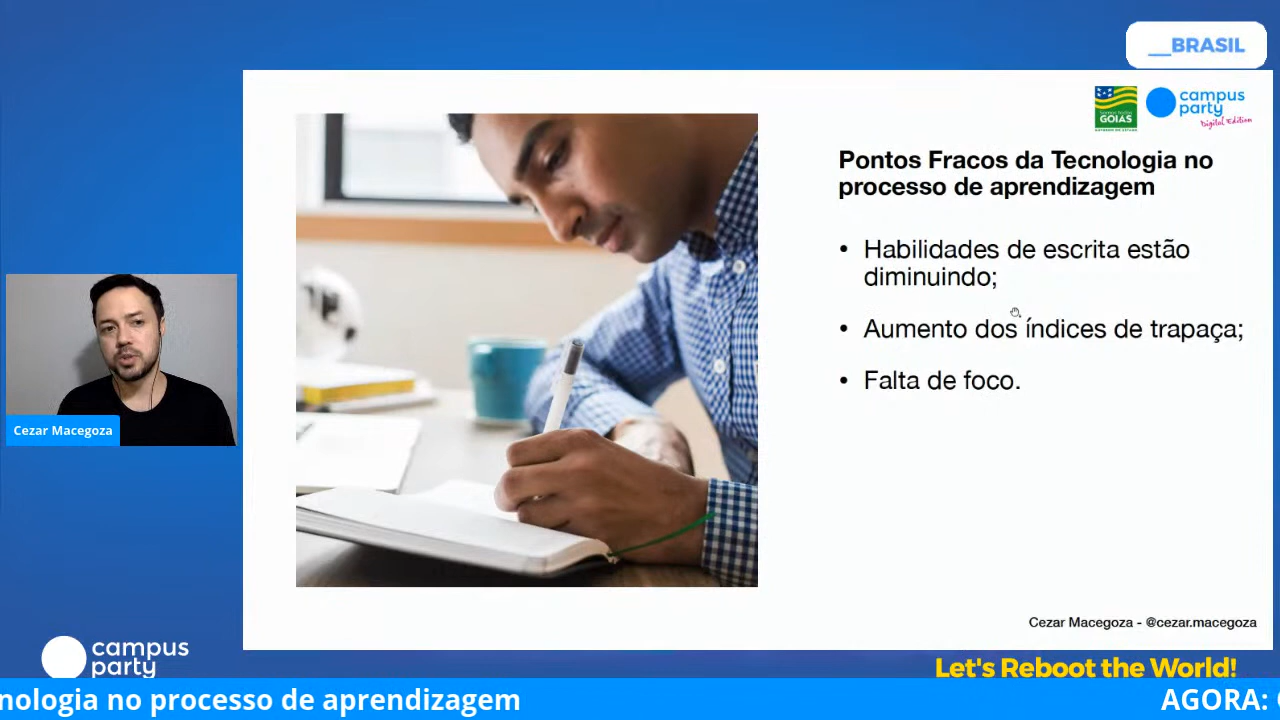 __BRASIL
GOIÁS
campus
party
Digital Edition
Pontos Fracos da Tecnologia no
processo de aprendizagem
• Habilidades de escrita estão
diminuindo;
• Aumento dos índices de trapaça;
• Falta de foco.
Cezar Macegoza
Cezar Macegoza - @cezar.macegoza
campus
party
Let's Reboot the World!
nologia no processo de aprendizagem
AGORA: